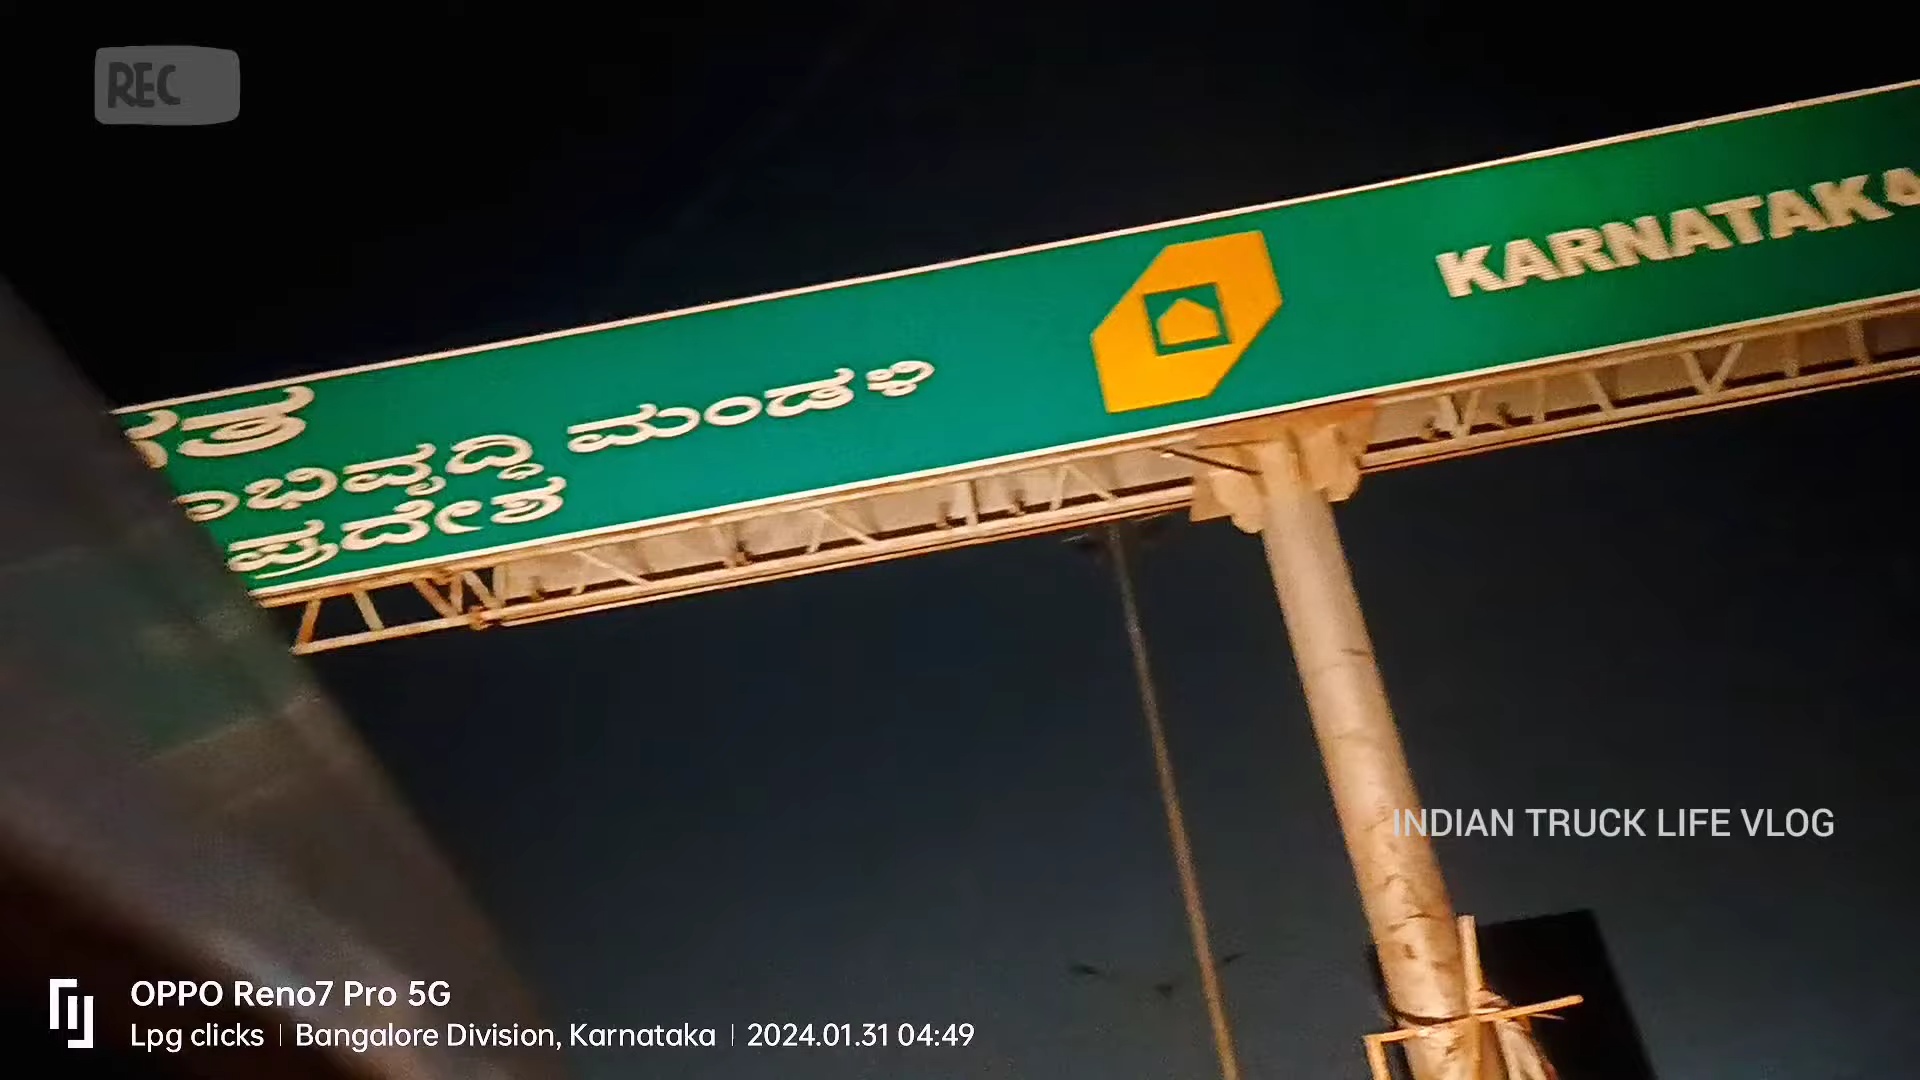 REC
KARNATAKA
ಮಂಡಳಿ
ಪ್ರದೇಶ
INDIAN TRUCK LIFE VLOG
OPPO Reno7 Pro 5G
Lpg clicks | Bangalore Division, Karnataka | 2024.01.31 04:49